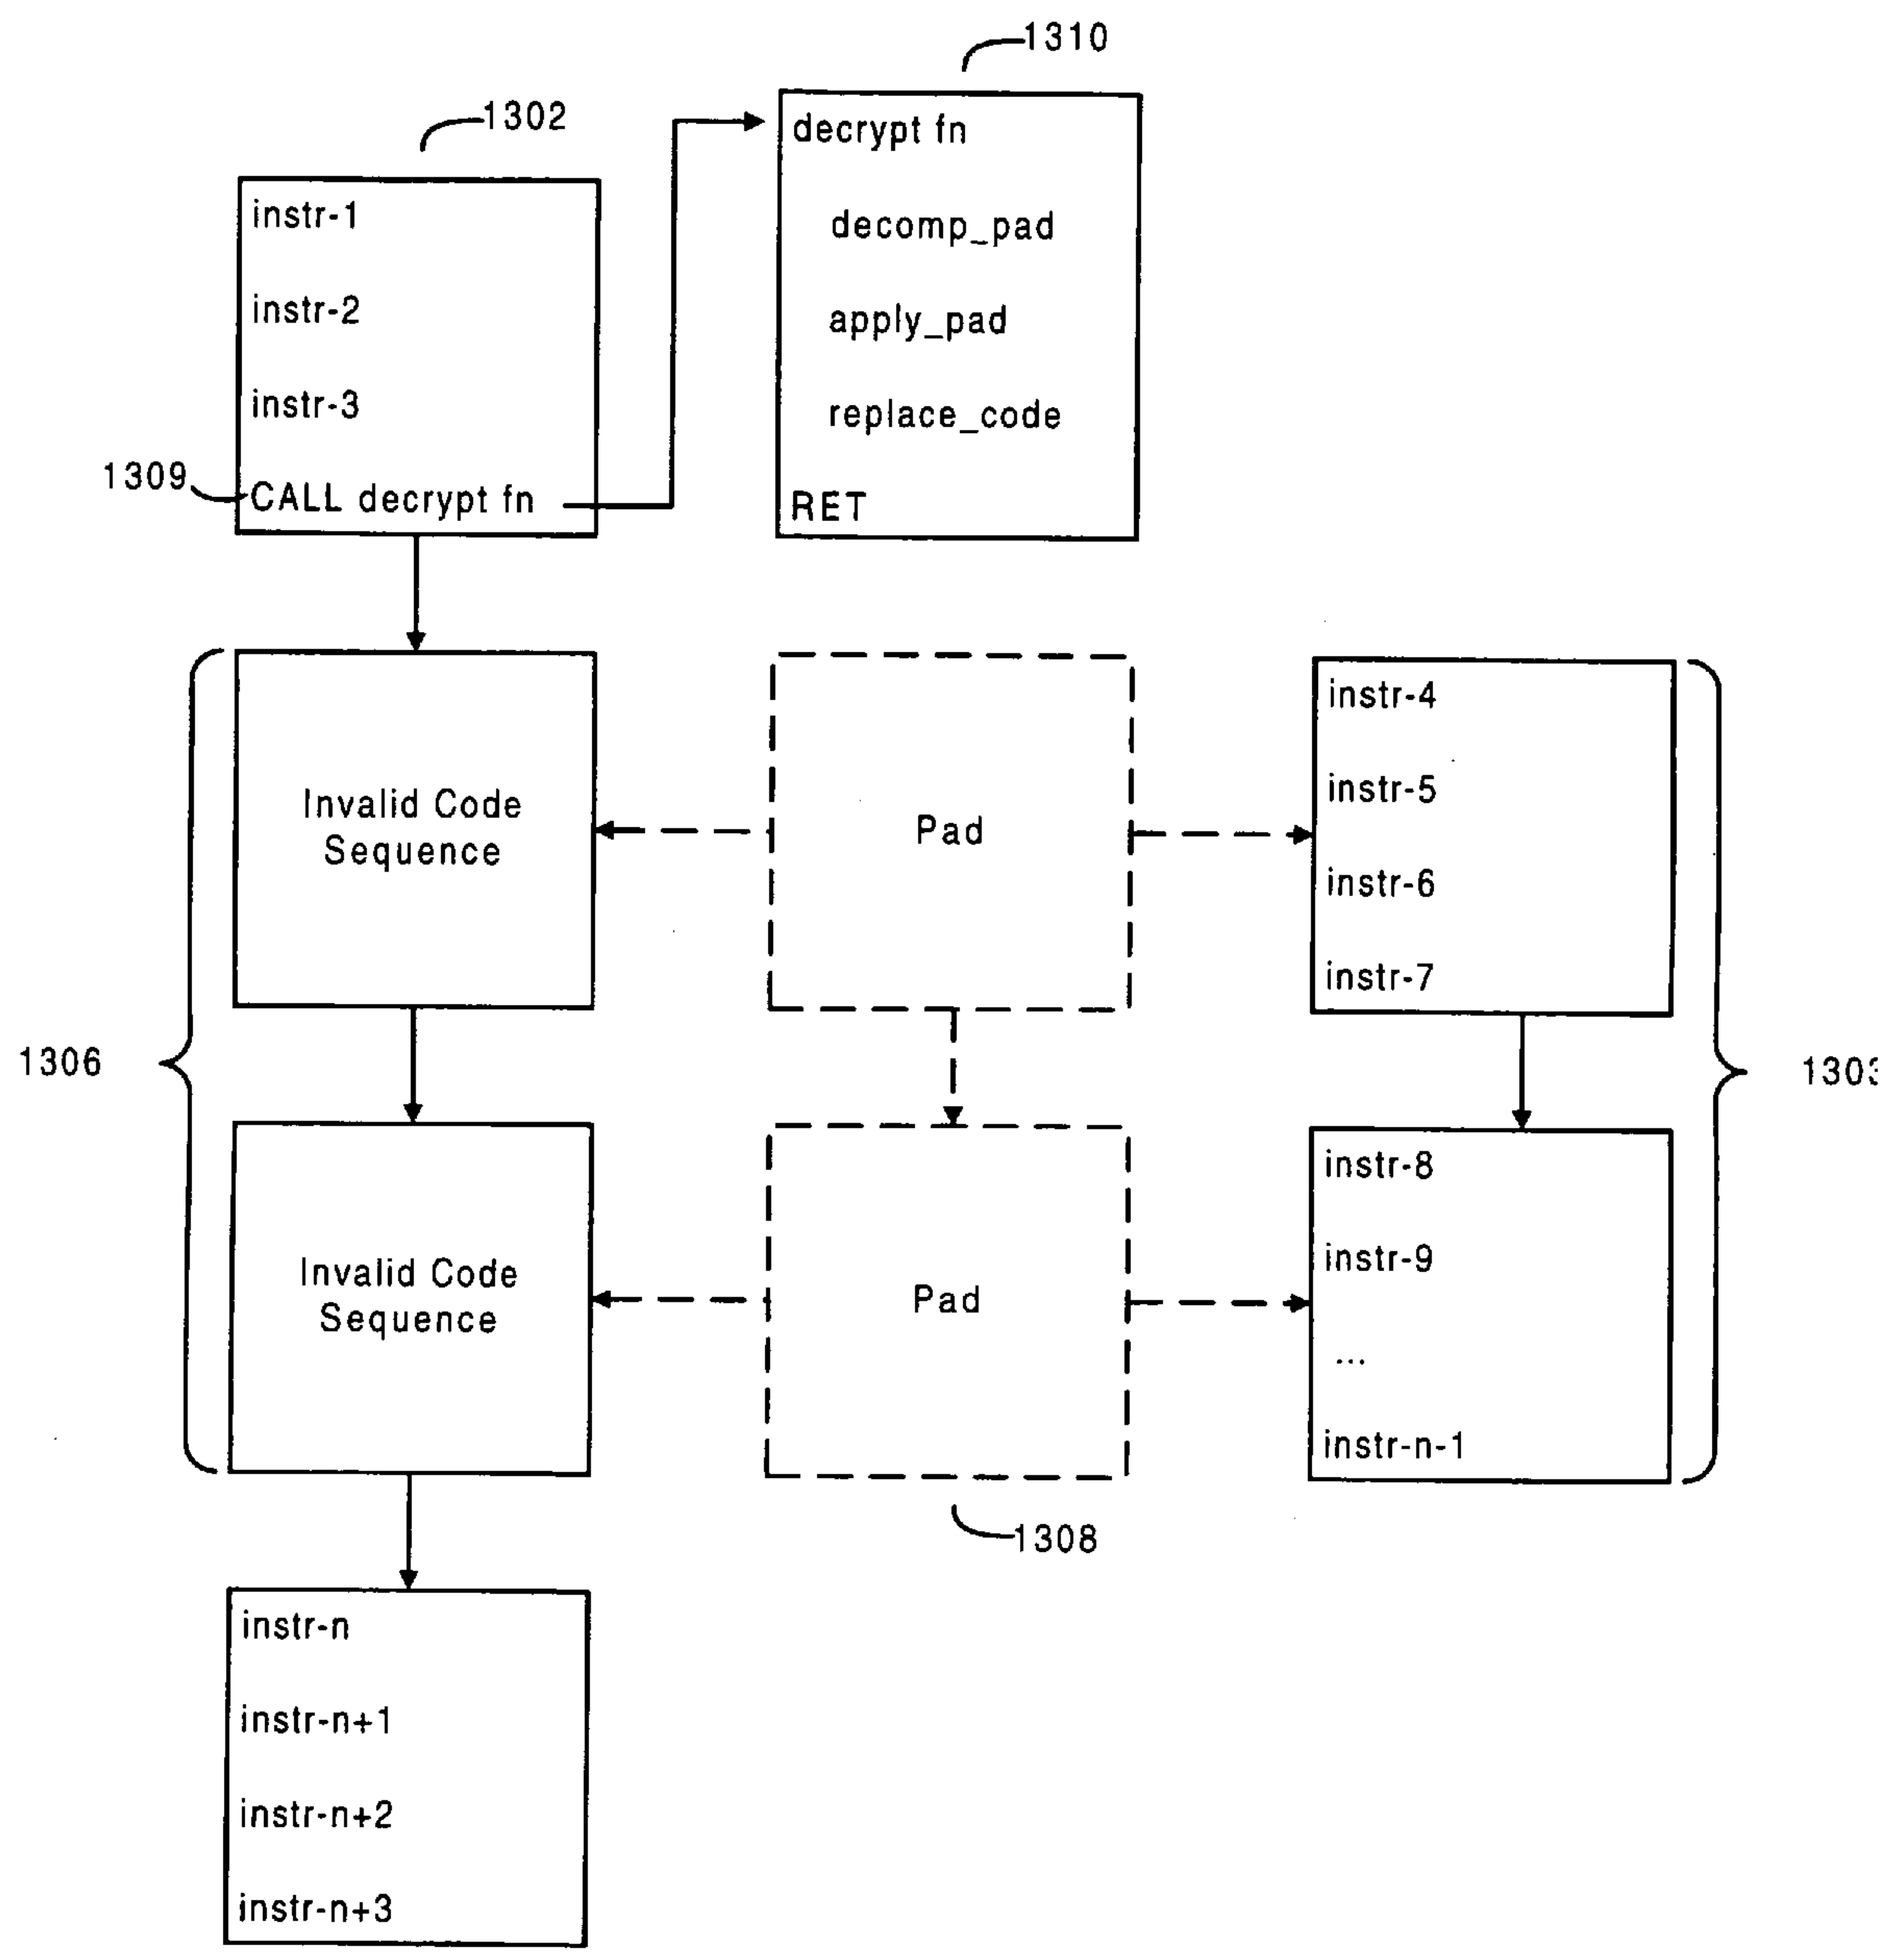 1310
1302
decrypt fn
decomp_pad
apply_pad
replace_code
RET
instr-1
instr-2
instr-3
1309
CALL decrypt fn
1306
Invalid Code
Sequence
Pad
instr-4
instr-5
instr-6
instr-7
Invalid Code
Sequence
Pad
1308
instr-8
instr-9
...
instr-n-1
instr-n
instr-n+1
instr-n+2
instr-n+3